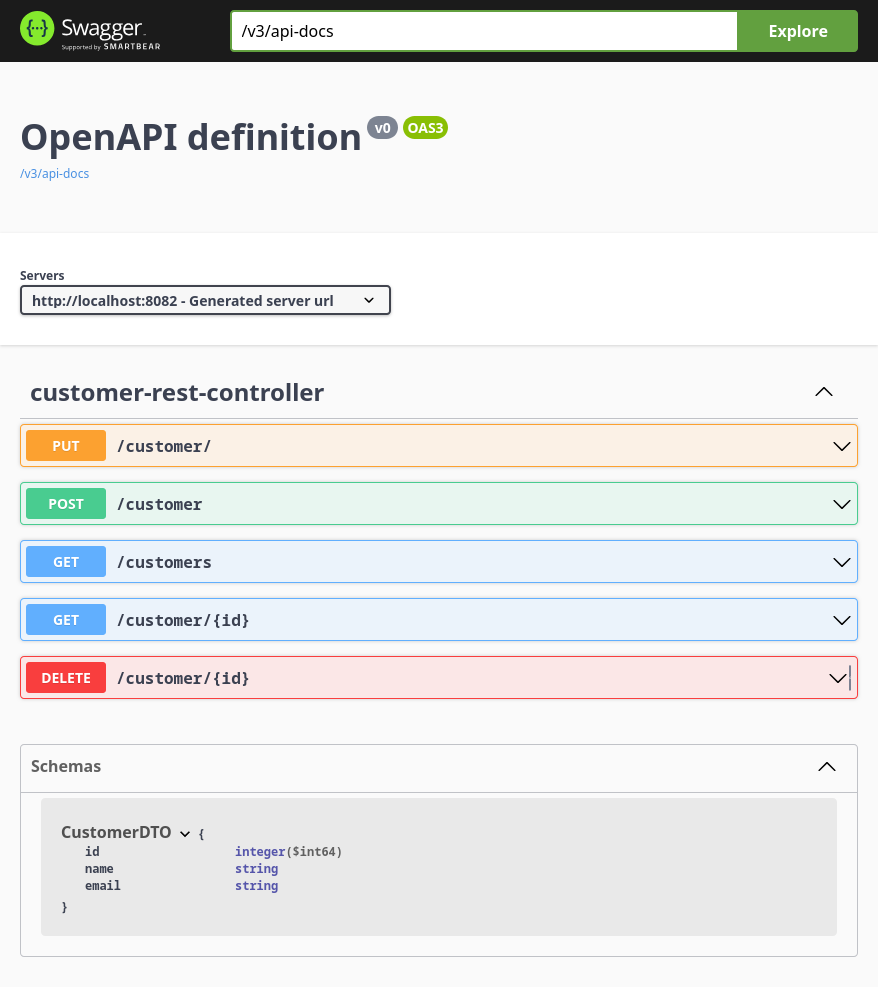 Swagger.
Supported by SMARTBEAR
/v3/api-docs
Explore
OpenAPI definition v0 OAS3
/v3/api-docs
Servers
http://localhost:8082 - Generated server url
customer-rest-controller
PUT /customer/
POST /customer
GET /customers
GET /customer/{id}
DELETE /customer/{id}
Schemas
CustomerDTO {
id integer($int64)
name string
email string
}